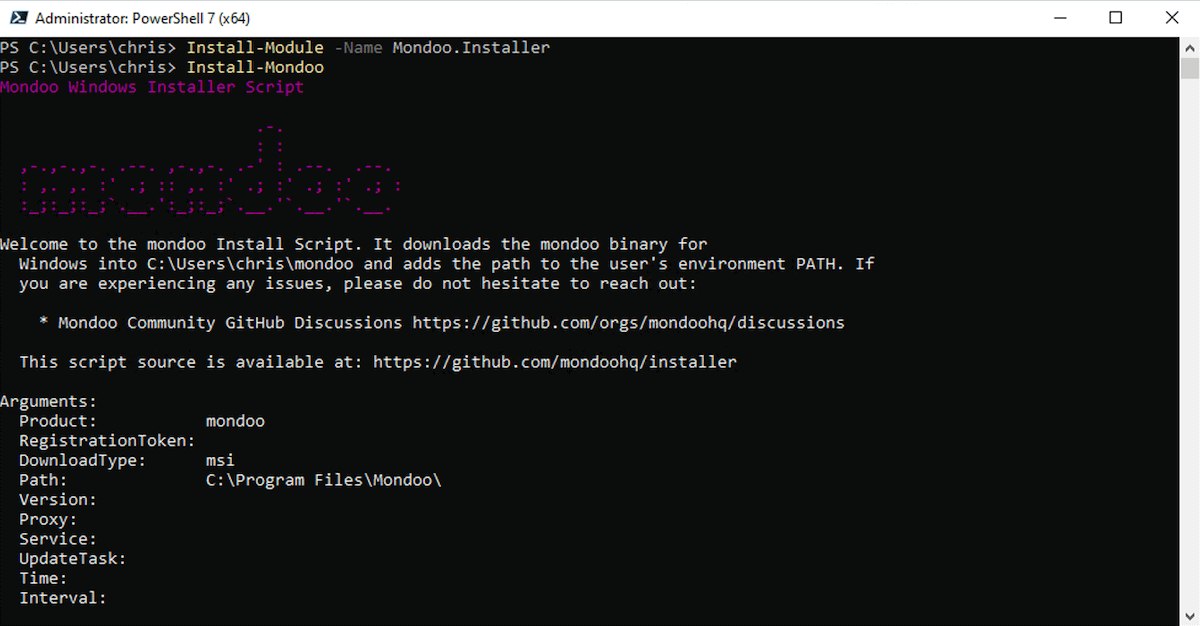 Administrator: PowerShell 7 (x64)
PS C:\Users\chris> Install-Module -Name Mondoo.Installer
PS C:\Users\chris> Install-Mondoo
Mondoo Windows Installer Script
mondoo
Welcome to the mondoo Install Script. It downloads the mondoo binary for
Windows into C:\Users\chris\mondoo and adds the path to the user's environment PATH. If
you are experiencing any issues, please do not hesitate to reach out:
* Mondoo Community GitHub Discussions https://github.com/orgs/mondoohq/discussions
This script source is available at: https://github.com/mondoohq/installer
Arguments:
Product: mondoo
RegistrationToken:
DownloadType: msi
Path: C:\Program Files\Mondoo\
Version:
Proxy:
Service:
UpdateTask:
Time:
Interval: